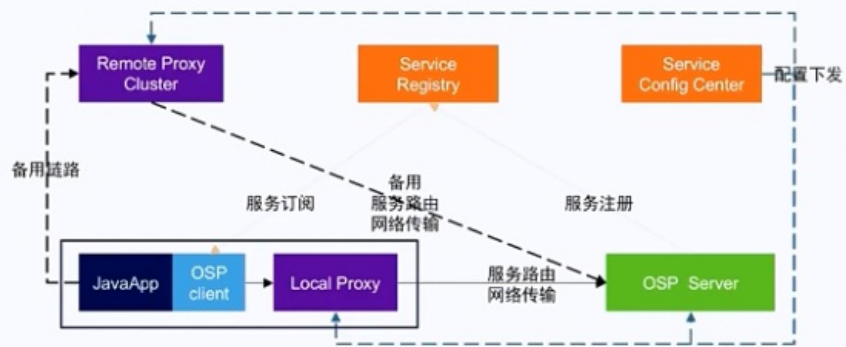 Remote Proxy
Cluster
Service
Registry
Service
Config Center
配置下发
备用链路
备用
服务路由
网络传输
服务订阅
服务注册
JavaApp
OSP
client
Local Proxy
服务路由
网络传输
OSP Server